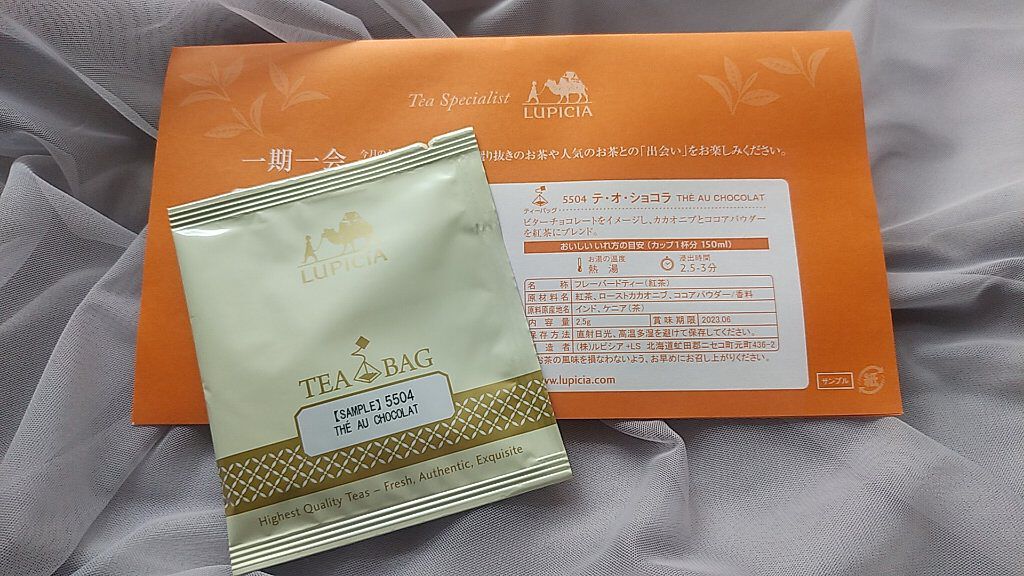 Tea Specialist
LUPICIA
一期一会
り抜きのお茶や人気のお茶との「出会い」をお楽しみください。
ティーバッグ
5504 テ・オ・ショコラ THÉ AU CHOCOLAT
ビターチョコレートをイメージし、カカオニブとココアパウダー
を紅茶にブレンド。
おいしいいれ方の目安(カップ1杯分 150ml)
お湯の温度
熱 湯
浸出時間
2.5-3分
名 称 フレーバードティー(紅茶)
原材料名 紅茶、ローストカカオニブ、ココアパウダー/香料
原料原産地名 インド、ケニア(茶)
内 容 量 2.5g 賞味期限 2023.06
保存方法 直射日光、高温多湿を避けて保存してください。
造 者 (株)ルピシア +LS 北海道虻田郡ニセコ町元町436-2
お茶の風味を損なわないよう、お早めにお召し上がりください。
www.lupicia.com
サンプル
紙
LUPICIA
TEA BAG
【SAMPLE】5504
THÉ AU CHOCOLAT
Highest Quality Teas – Fresh, Authentic, Exquisite